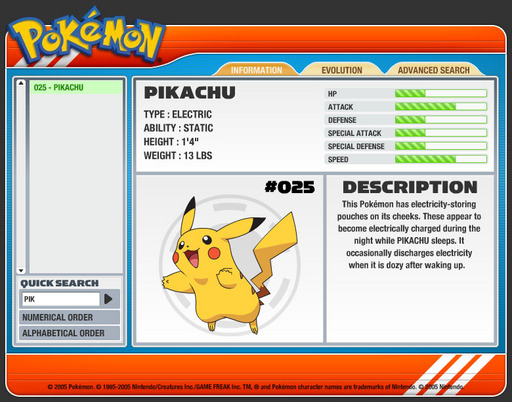 POKéMON
INFORMATION
EVOLUTION
ADVANCED SEARCH
025 - PIKACHU
PIKACHU
TYPE : ELECTRIC
ABILITY : STATIC
HEIGHT : 1'4"
WEIGHT : 13 LBS
HP
ATTACK
DEFENSE
SPECIAL ATTACK
SPECIAL DEFENSE
SPEED
#025
DESCRIPTION
This Pokémon has electricity-storing
pouches on its cheeks. These appear to
become electrically charged during the
night while PIKACHU sleeps. It
occasionally discharges electricity
when it is dozy after waking up.
QUICK SEARCH
PIK
NUMERICAL ORDER
ALPHABETICAL ORDER
© 2005 Pokémon. © 1995-2005 Nintendo/Creatures Inc./GAME FREAK Inc. TM, ® and Pokémon character names are trademarks of Nintendo. © 2005 Nintendo.